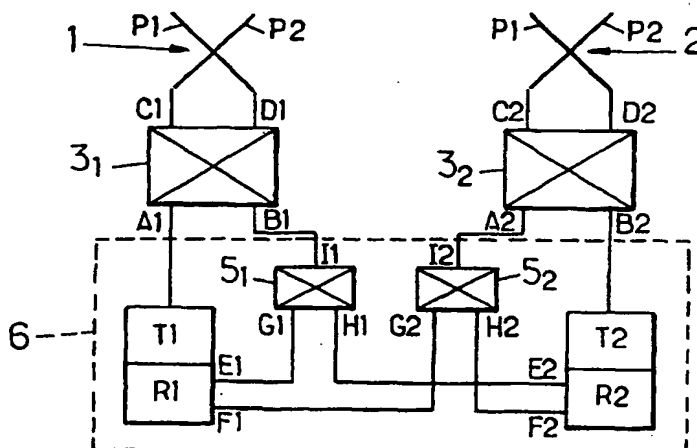 P1 P2 P1 P2
1 2
C1 D1 C2 D2
3₁ 3₂
A1 B1 A2 B2
I1 I2
5₁ 5₂
G1 H1 G2 H2
6
T1 T2
E1 E2
R1 R2
F1 F2